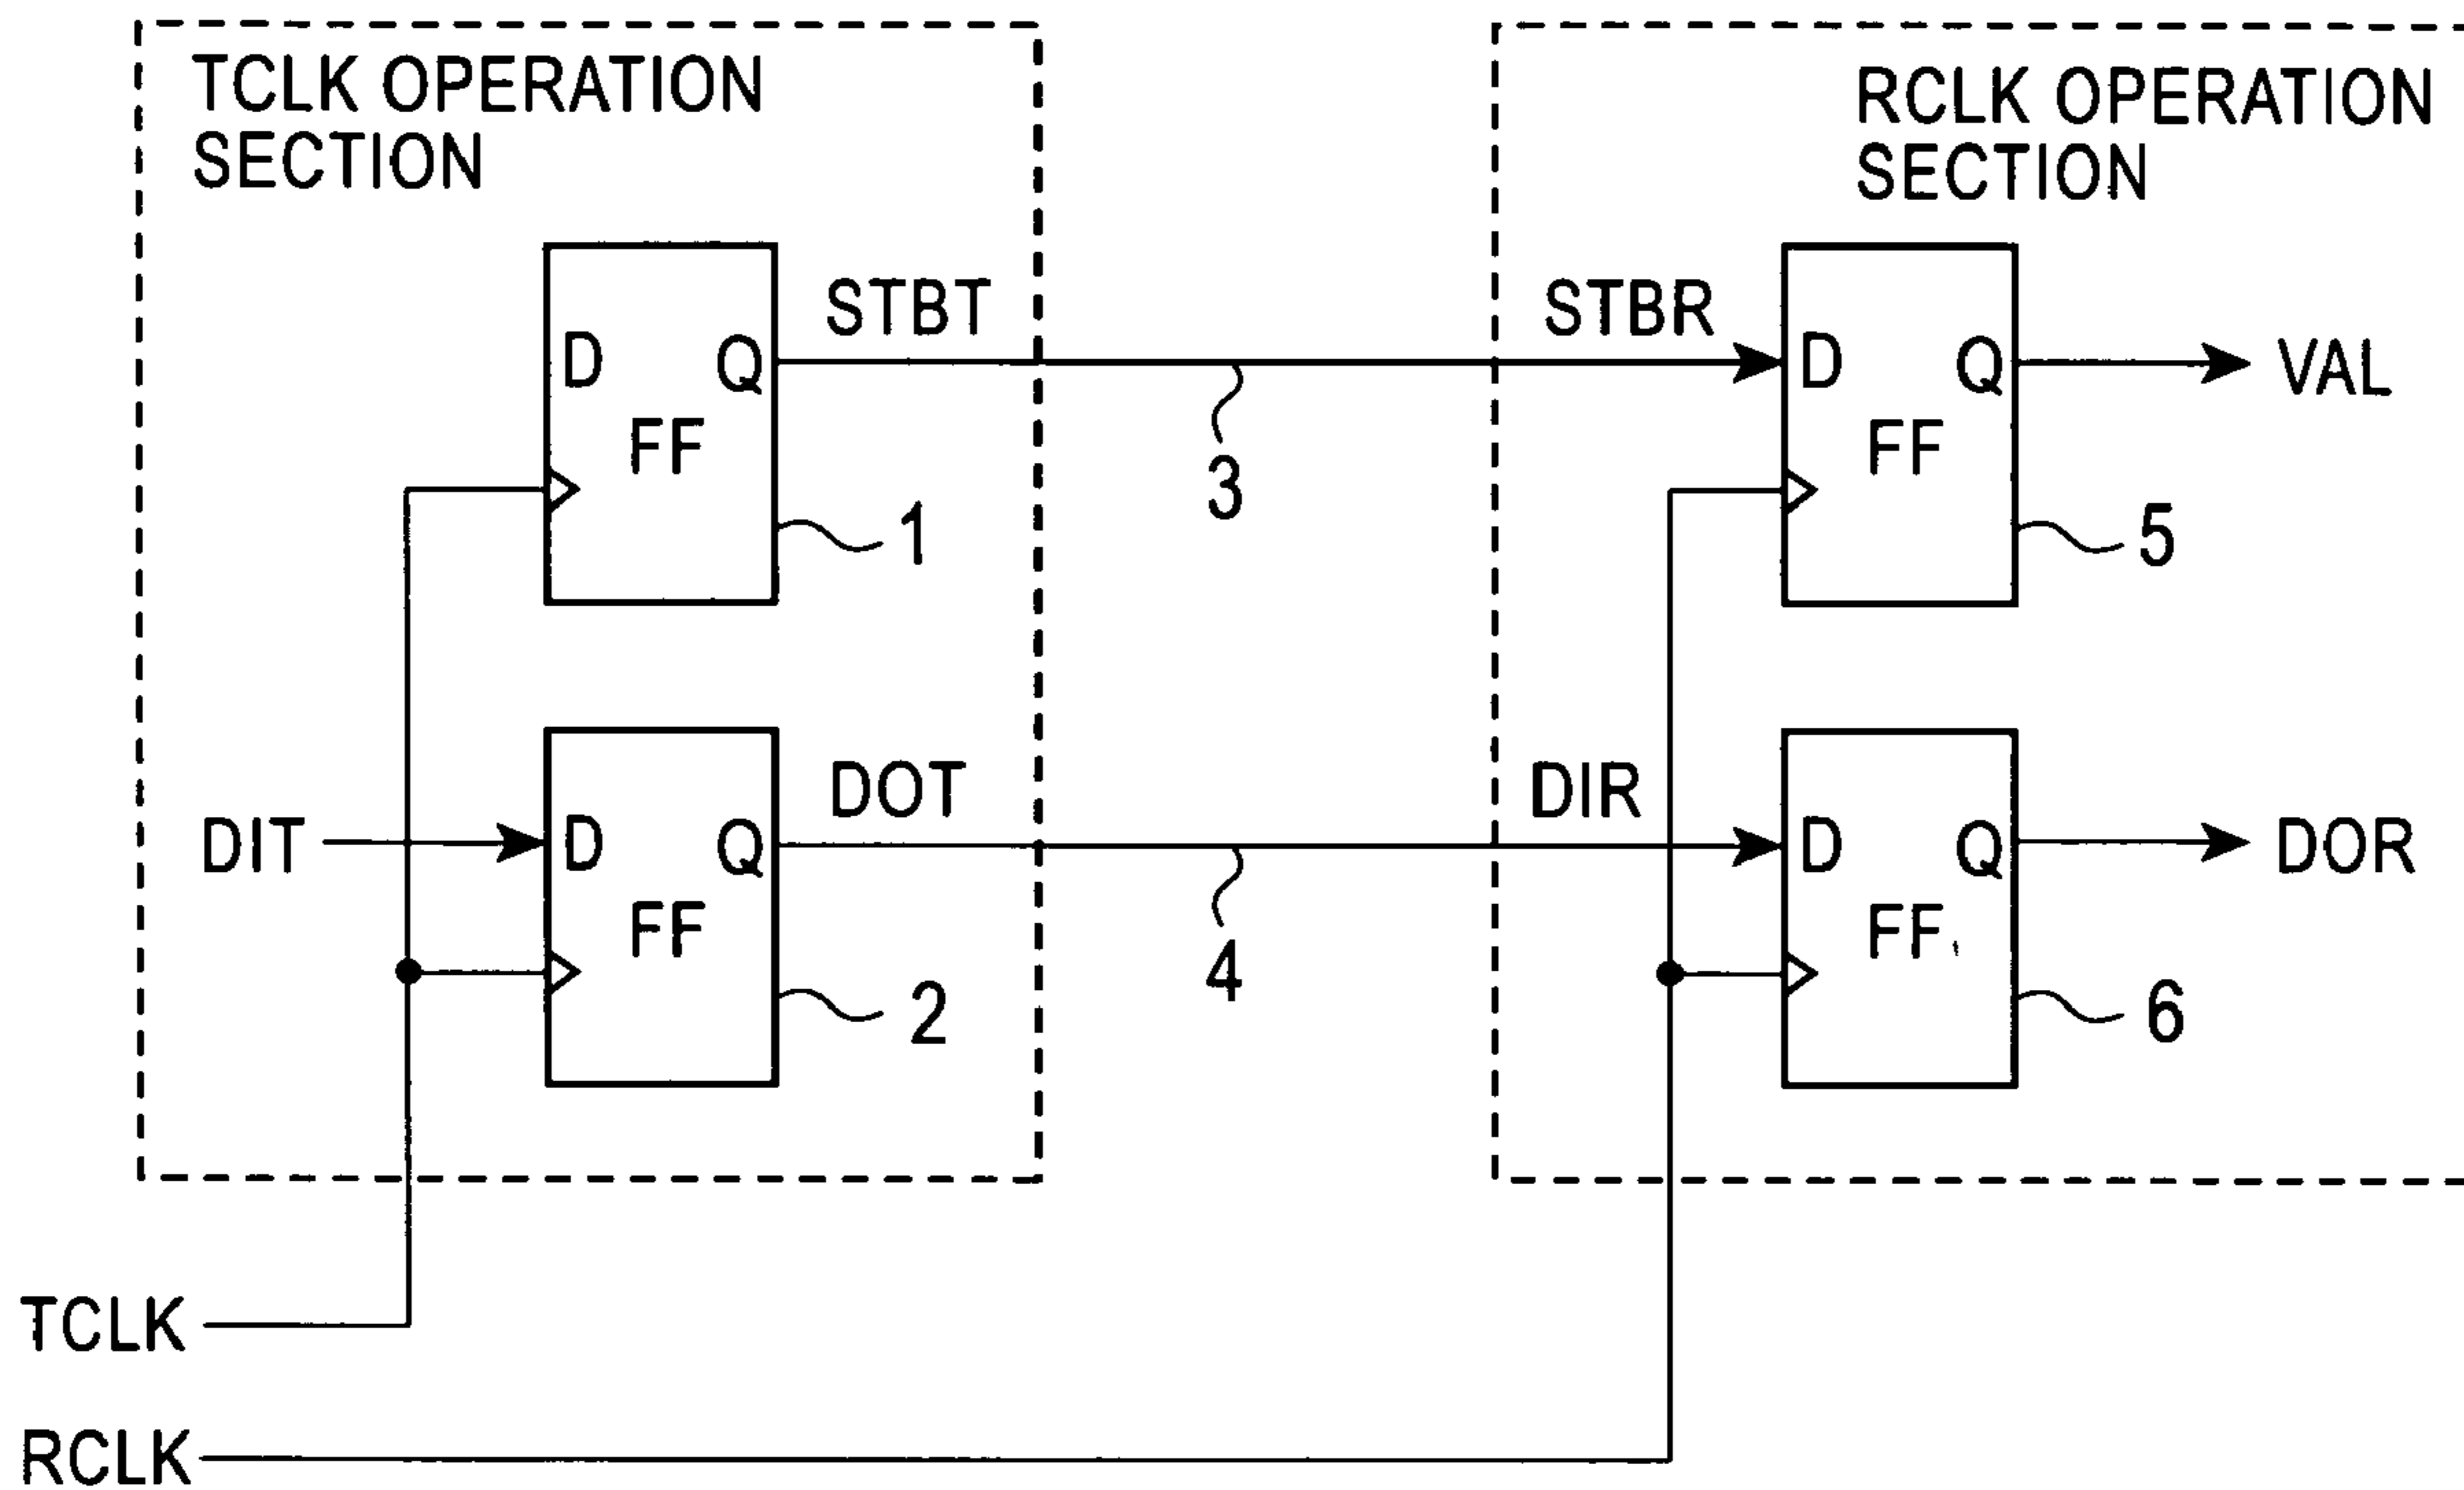 TCLK OPERATION
SECTION
RCLK OPERATION
SECTION
STBT
STBR
D
Q
FF
1
3
D
Q
FF
5
VAL
DIT
DOT
DIR
D
Q
FF
2
4
D
Q
FF
6
DOR
TCLK
RCLK